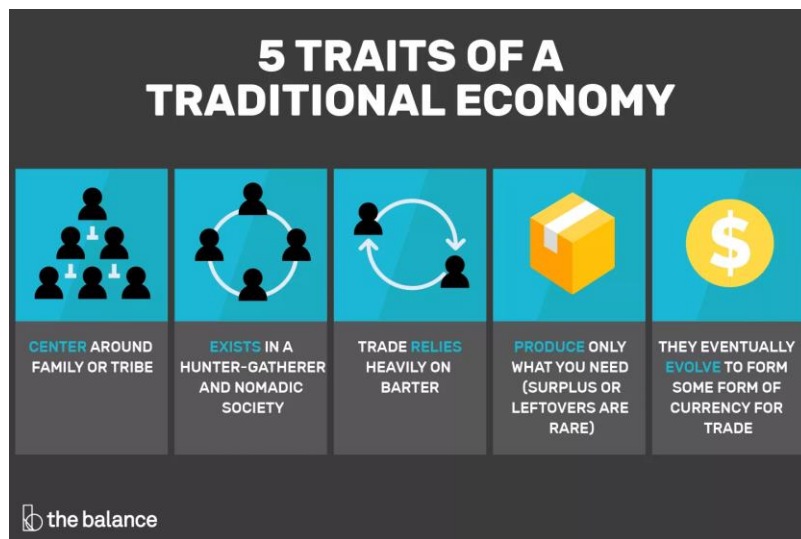 5 TRAITS OF A
TRADITIONAL ECONOMY
CENTER AROUND
FAMILY OR TRIBE
EXISTS IN A
HUNTER-GATHERER
AND NOMADIC
SOCIETY
TRADE RELIES
HEAVILY ON
BARTER
PRODUCE ONLY
WHAT YOU NEED
(SURPLUS OR
LEFTOVERS ARE
RARE)
$
THEY EVENTUALLY
EVOLVE TO FORM
SOME FORM OF
CURRENCY FOR
TRADE
the balance